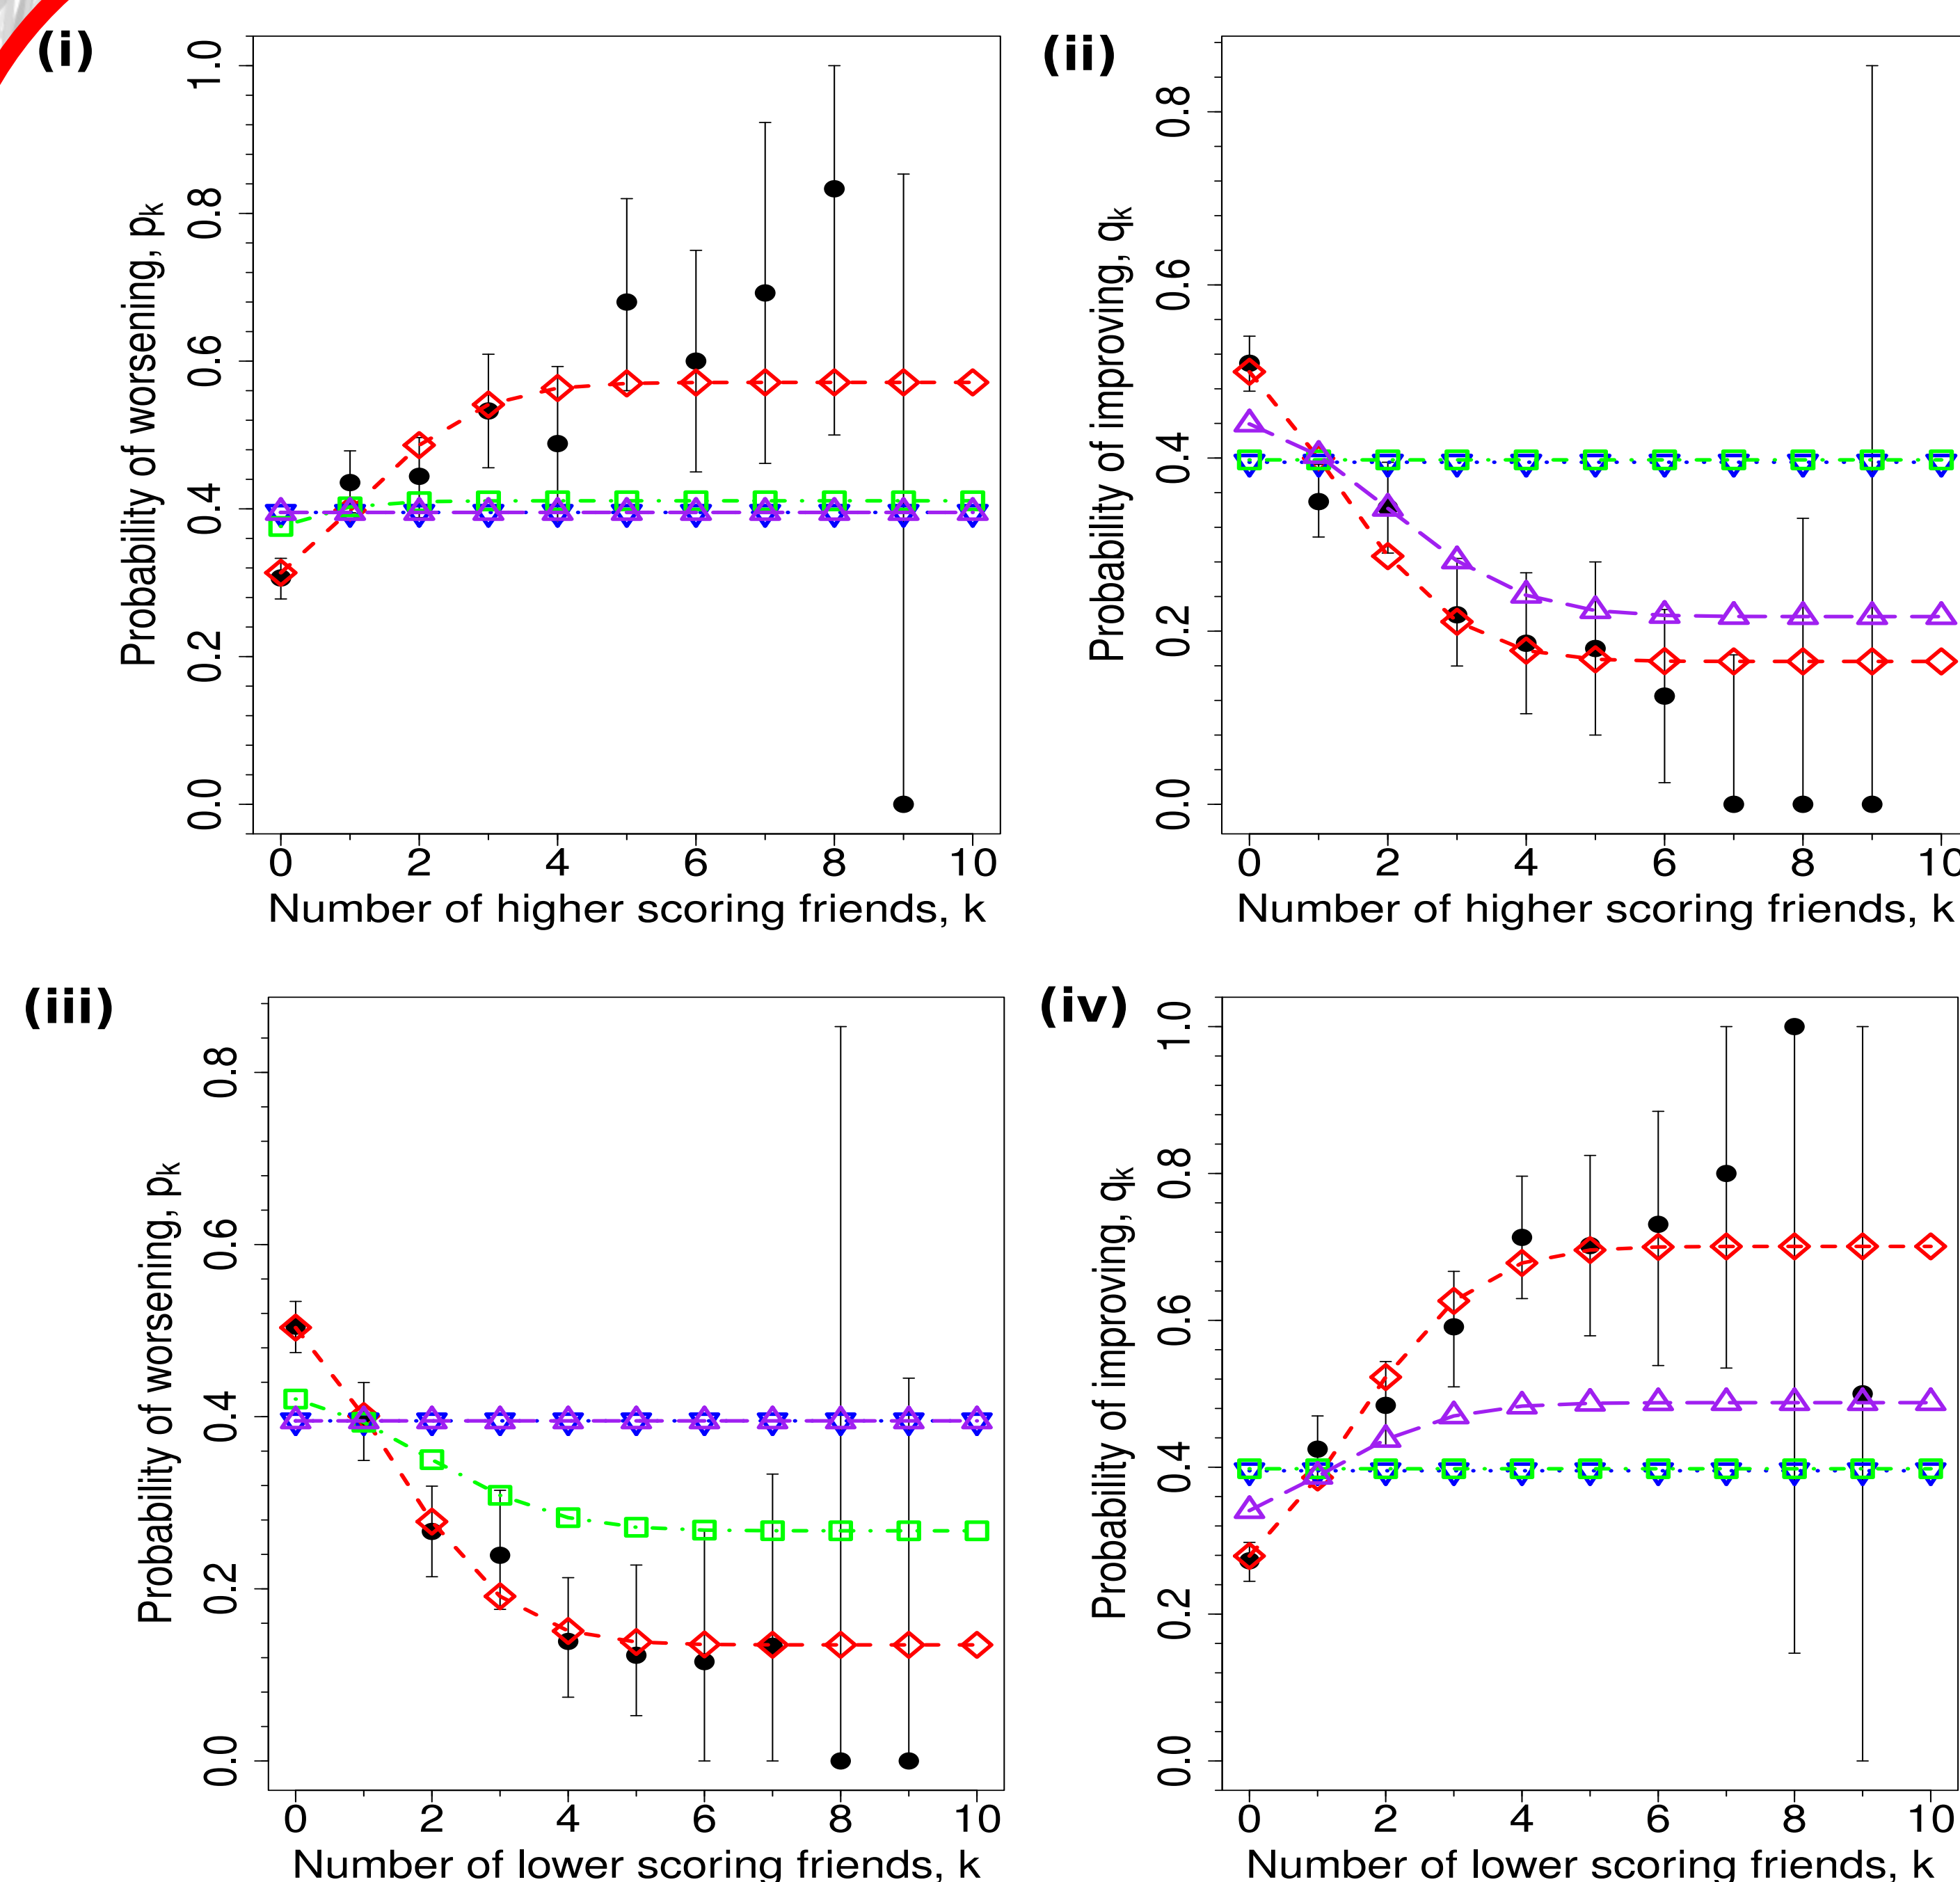 (i)
1.0
0.8
0.6
0.4
0.2
0.0
Probability of worsening, pk
0 2 4 6 8 10
Number of higher scoring friends, k
(ii)
0.8
0.6
0.4
0.2
0.0
Probability of improving, qk
0 2 4 6 8 10
Number of higher scoring friends, k
(iii)
0.8
0.6
0.4
0.2
0.0
Probability of worsening, pk
0 2 4 6 8 10
Number of lower scoring friends, k
(iv)
1.0
0.8
0.6
0.4
0.2
0.0
Probability of improving, qk
0 2 4 6 8 10
Number of lower scoring friends, k